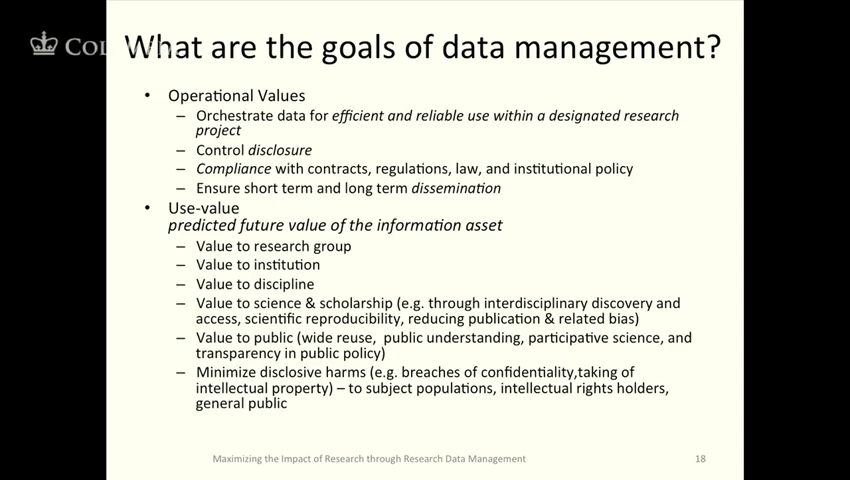 What are the goals of data management?
• Operational Values
– Orchestrate data for efficient and reliable use within a designated research
project
– Control disclosure
– Compliance with contracts, regulations, law, and institutional policy
– Ensure short term and long term dissemination
• Use-value
predicted future value of the information asset
– Value to research group
– Value to institution
– Value to discipline
– Value to science & scholarship (e.g. through interdisciplinary discovery and
access, scientific reproducibility, reducing publication & related bias)
– Value to public (wide reuse,  public understanding, participative science, and
transparency in public policy)
– Minimize disclosive harms (e.g. breaches of confidentiality,taking of
intellectual property) – to subject populations, intellectual rights holders,
general public
Maximizing the Impact of Research through Research Data Management
18